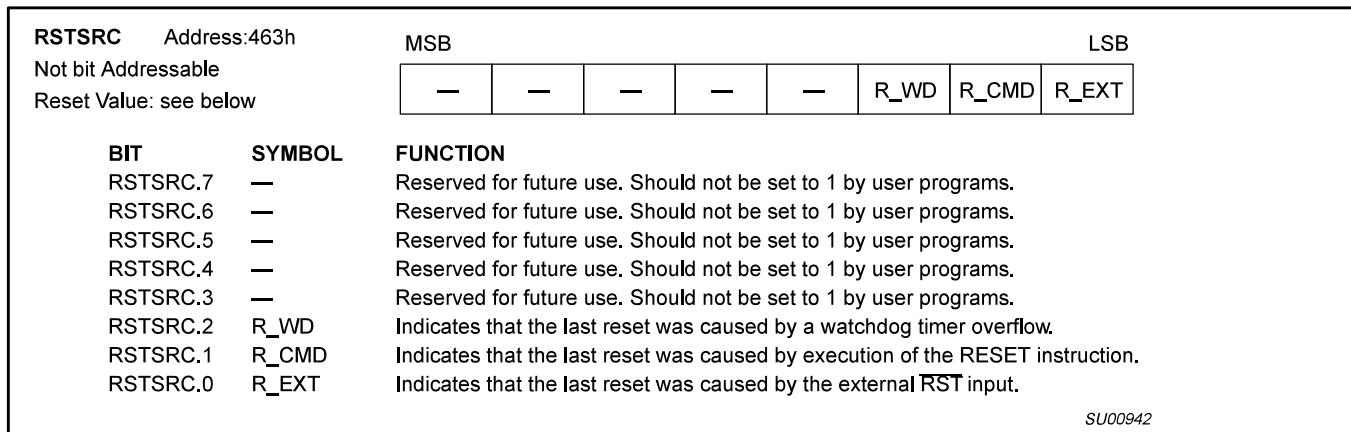 RSTSRC Address:463h
Not bit Addressable
Reset Value: see below
MSB LSB
— — — — — R_WD R_CMD R_EXT
BIT SYMBOL FUNCTION
RSTSRC.7 — Reserved for future use. Should not be set to 1 by user programs.
RSTSRC.6 — Reserved for future use. Should not be set to 1 by user programs.
RSTSRC.5 — Reserved for future use. Should not be set to 1 by user programs.
RSTSRC.4 — Reserved for future use. Should not be set to 1 by user programs.
RSTSRC.3 — Reserved for future use. Should not be set to 1 by user programs.
RSTSRC.2 R_WD Indicates that the last reset was caused by a watchdog timer overflow.
RSTSRC.1 R_CMD Indicates that the last reset was caused by execution of the RESET instruction.
RSTSRC.0 R_EXT Indicates that the last reset was caused by the external R̅S̅T̅ input.
SU00942